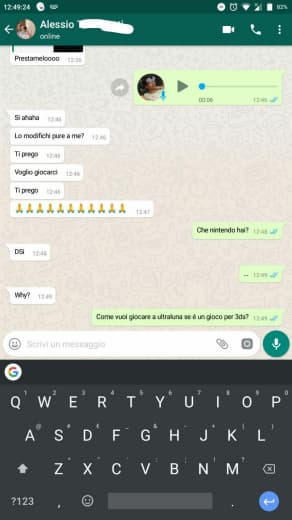 12:49:24
82%
Alessio
online
Prestameloooo 12:36
00:06 12:46
Si ahaha 12:46
Lo modifichi pure a me? 12:46
Ti prego 12:46
Voglio giocarci 12:46
Ti prego 12:46
🙏🙏🙏🙏🙏🙏🙏🙏🙏🙏🙏 12:47
Che nintendo hai? 12:48
DSi 12:48
... 12:49
Why? 12:49
Come vuoi giocare a ultraluna se è un gioco per 3ds? 12:49
Scrivi un messaggio
G
Q 1 W 2 E 3 R 4 T 5 Y 6 U 7 I 8 O 9 P 0
A @ S # D £ F _ G & H - J + K ( L )
Z * X " C ' V : B ; N ! M ?
?123 , .